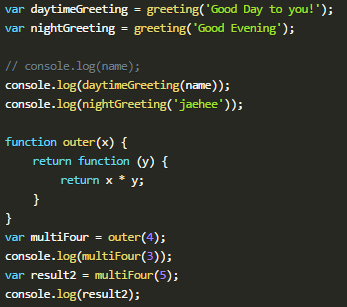 var daytimeGreeting = greeting('Good Day to you!');
var nightGreeting = greeting('Good Evening');
// console.log(name);
console.log(daytimeGreeting(name));
console.log(nightGreeting('jaehee'));
function outer(x) {
    return function (y) {
        return x * y;
    }
}
var multiFour = outer(4);
console.log(multiFour(3));
var result2 = multiFour(5);
console.log(result2);